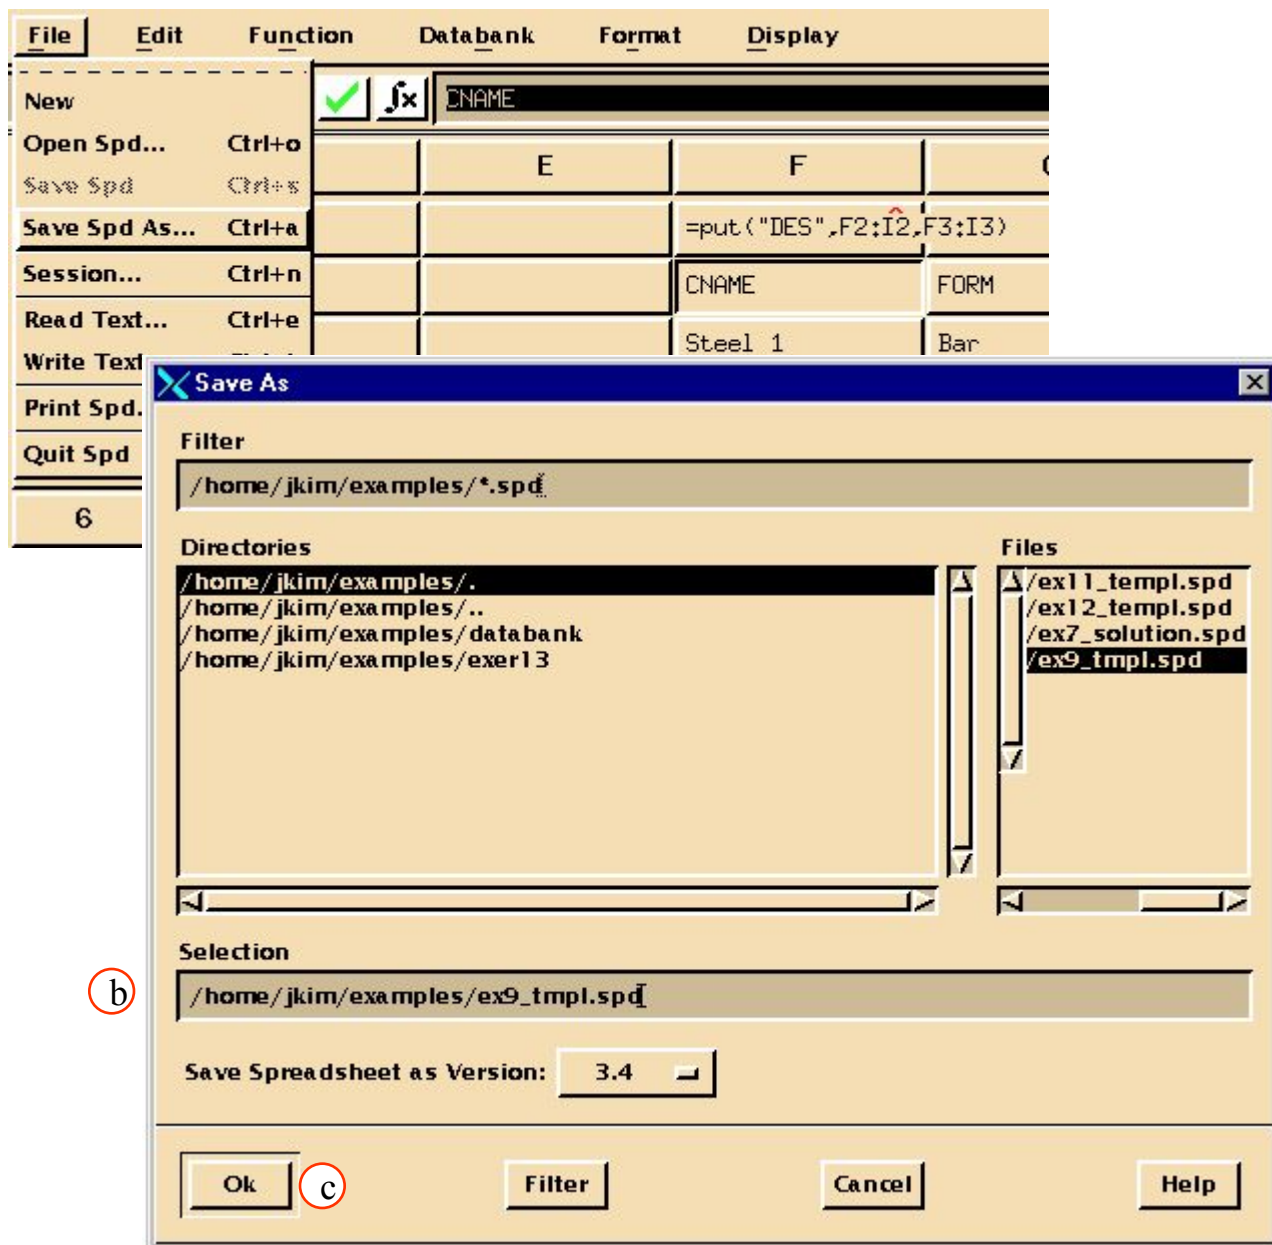 File Edit Function Databank Format Display
New
CNAME
Open Spd... Ctrl+o
E F
Save Spd Ctrl+s
Save Spd As... Ctrl+a
=put("DES",F2:I2,F3:I3)
Session... Ctrl+n
CNAME FORM
Read Text... Ctrl+e
Steel 1 Bar
Write Text
Print Spd.
Quit Spd
6
Save As
Filter
/home/jkim/examples/*.spd
Directories Files
/home/jkim/examples/. /ex11_templ.spd
/home/jkim/examples/.. /ex12_templ.spd
/home/jkim/examples/databank /ex7_solution.spd
/home/jkim/examples/exer13 /ex9_tmpl.spd
Selection
b /home/jkim/examples/ex9_tmpl.spd
Save Spreadsheet as Version: 3.4
Ok c Filter Cancel Help